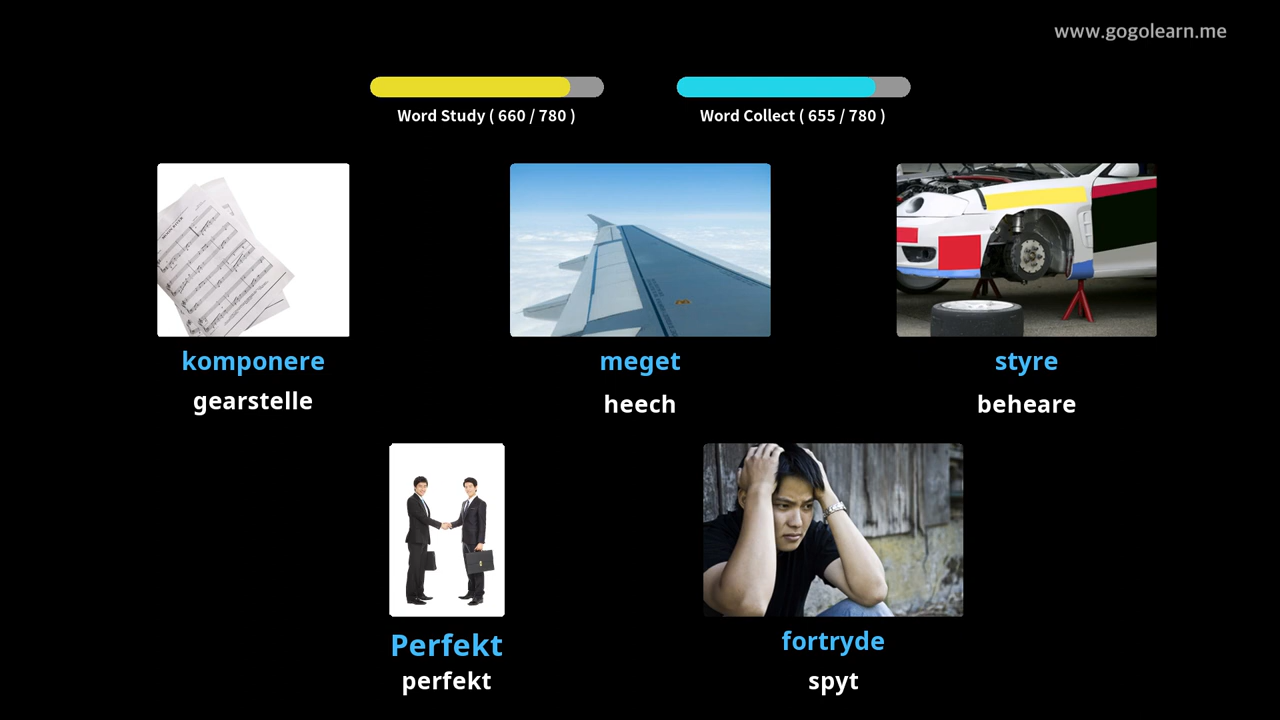 www.gogolearn.me
Word Study ( 660 / 780 )
Word Collect ( 655 / 780 )
komponere
gearstelle
meget
heech
styre
beheare
Perfekt
perfekt
fortryde
spyt